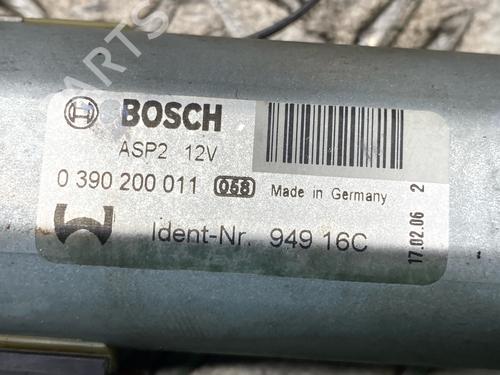 PARTS
BOSCH
ASP2 12V
0 390 200 011 058 Made in Germany
Ident-Nr. 949 16C
17.02.06 2